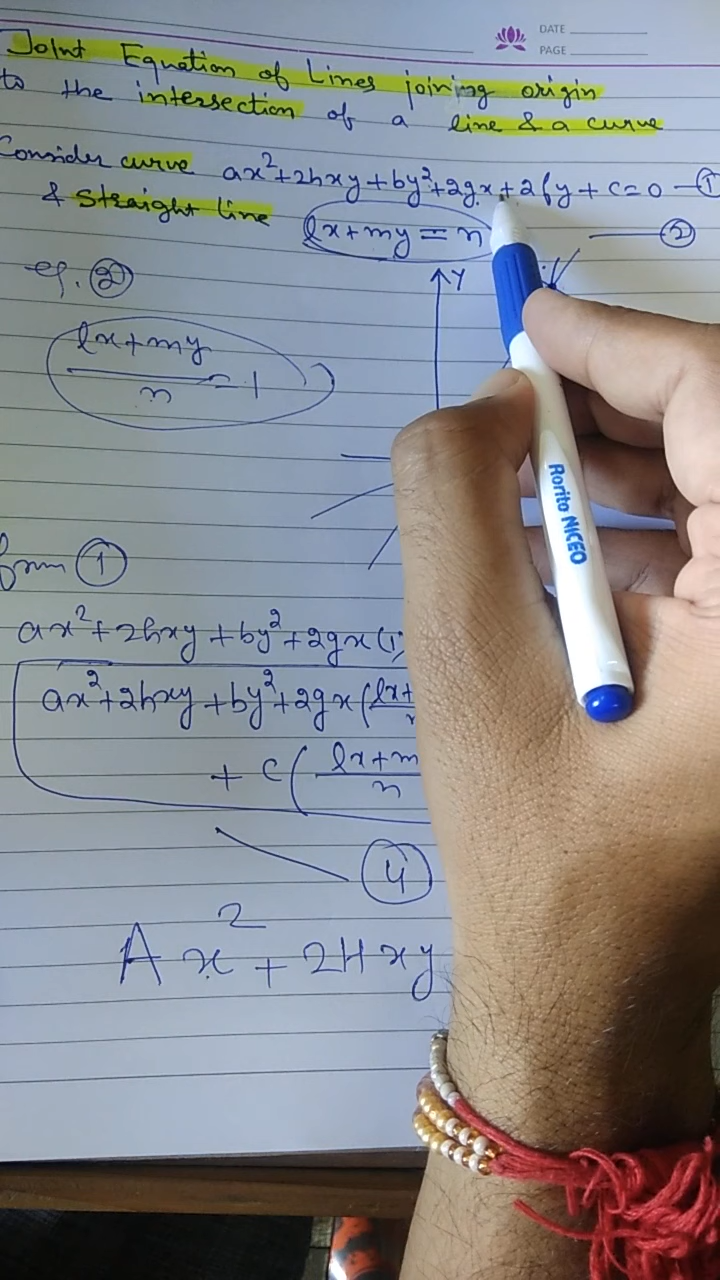 DATE
PAGE
Joint Equation of Lines joining origin
to the intersection of a line & a curve
Consider curve ax²+2hxy+by²+2gx+2fy+c=0 —①
& straight line lx+my=n —②
eq. ②
Y
lx+my
n
=1
from ①
ax²+2hxy+by²+2gx(1)
ax²+2hxy+by²+2gx(lx+
+ c(lx+m
n
④
Ax²+2Hxy
Rorito NICEO